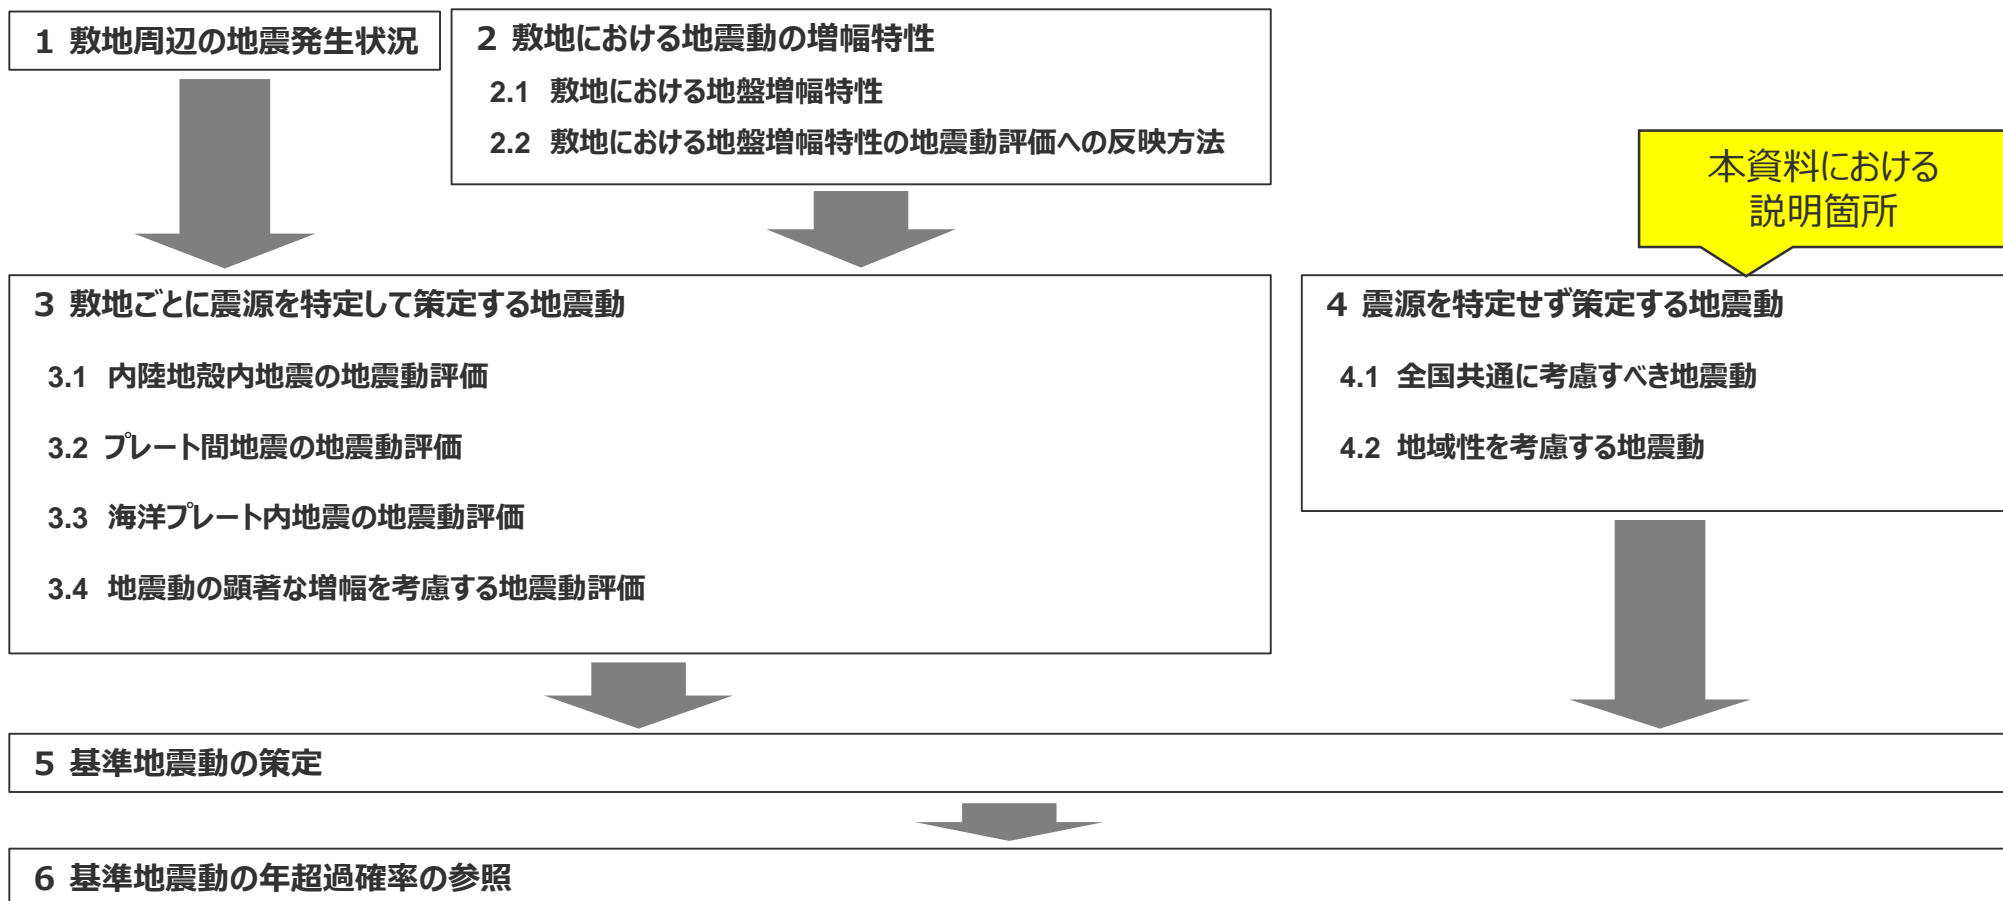 1 敷地周辺の地震発生状況
2 敷地における地震動の増幅特性
2.1 敷地における地盤増幅特性
2.2 敷地における地盤増幅特性の地震動評価への反映方法
本資料における
説明箇所
3 敷地ごとに震源を特定して策定する地震動
3.1 内陸地殻内地震の地震動評価
3.2 プレート間地震の地震動評価
3.3 海洋プレート内地震の地震動評価
3.4 地震動の顕著な増幅を考慮する地震動評価
4 震源を特定せず策定する地震動
4.1 全国共通に考慮すべき地震動
4.2 地域性を考慮する地震動
5 基準地震動の策定
6 基準地震動の年超過確率の参照